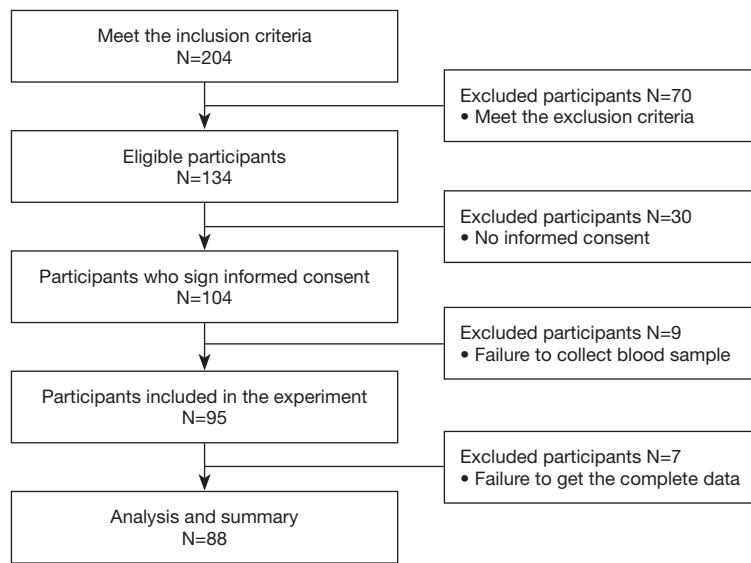 Meet the inclusion criteria
N=204
Excluded participants N=70
• Meet the exclusion criteria
Eligible participants
N=134
Excluded participants N=30
• No informed consent
Participants who sign informed consent
N=104
Excluded participants N=9
• Failure to collect blood sample
Participants included in the experiment
N=95
Excluded participants N=7
• Failure to get the complete data
Analysis and summary
N=88